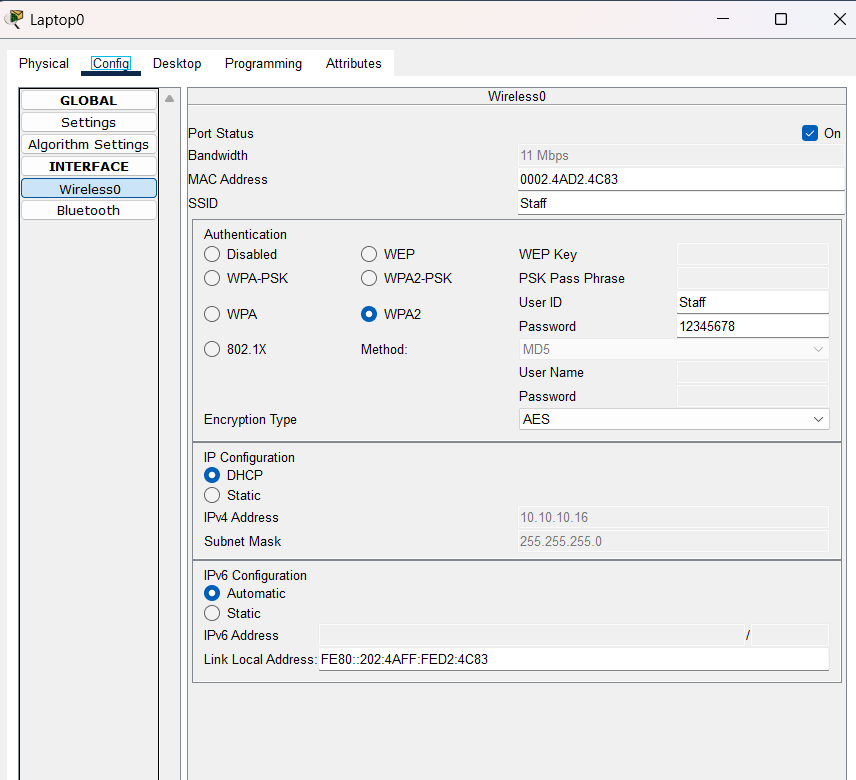 Laptop0
Physical Config Desktop Programming Attributes
GLOBAL
Settings
Algorithm Settings
INTERFACE
Wireless0
Bluetooth
Wireless0
Port Status On
Bandwidth 11 Mbps
MAC Address 0002.4AD2.4C83
SSID Staff
Authentication
Disabled WEP WEP Key
WPA-PSK WPA2-PSK PSK Pass Phrase
User ID Staff
WPA WPA2
Password 12345678
802.1X Method: MD5
User Name
Password
Encryption Type AES
IP Configuration
DHCP
Static
IPv4 Address 10.10.10.16
Subnet Mask 255.255.255.0
IPv6 Configuration
Automatic
Static
IPv6 Address /
Link Local Address: FE80::202:4AFF:FED2:4C83